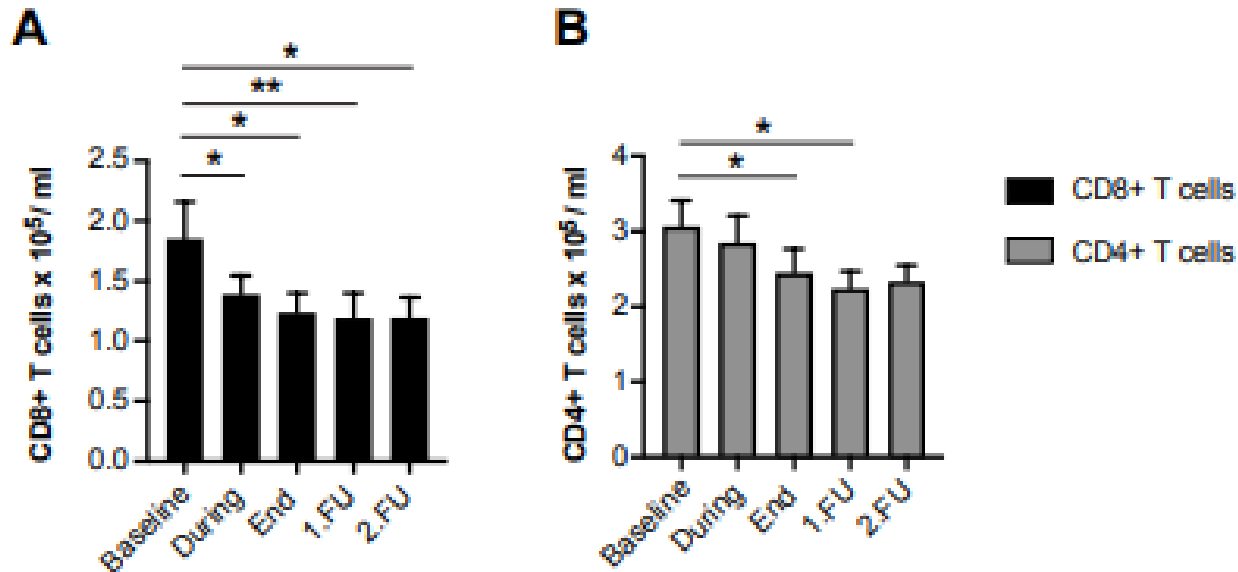 A
*
**
*
*
CD8+ T cells x 10⁵/ ml
2.5
2.0
1.5
1.0
0.5
0.0
Baseline
During
End
1.FU
2.FU
B
*
*
CD4+ T cells x 10⁵/ ml
4
3
2
1
0
Baseline
During
End
1.FU
2.FU
CD8+ T cells
CD4+ T cells